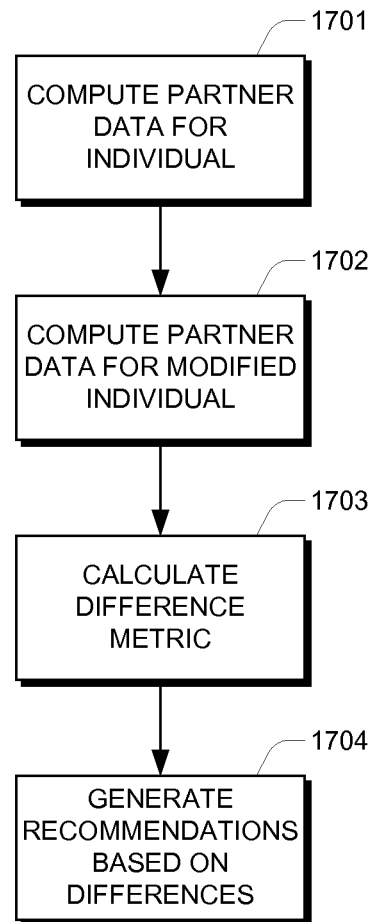 1701
COMPUTE PARTNER
DATA FOR
INDIVIDUAL
1702
COMPUTE PARTNER
DATA FOR MODIFIED
INDIVIDUAL
1703
CALCULATE
DIFFERENCE
METRIC
1704
GENERATE
RECOMMENDATIONS
BASED ON
DIFFERENCES